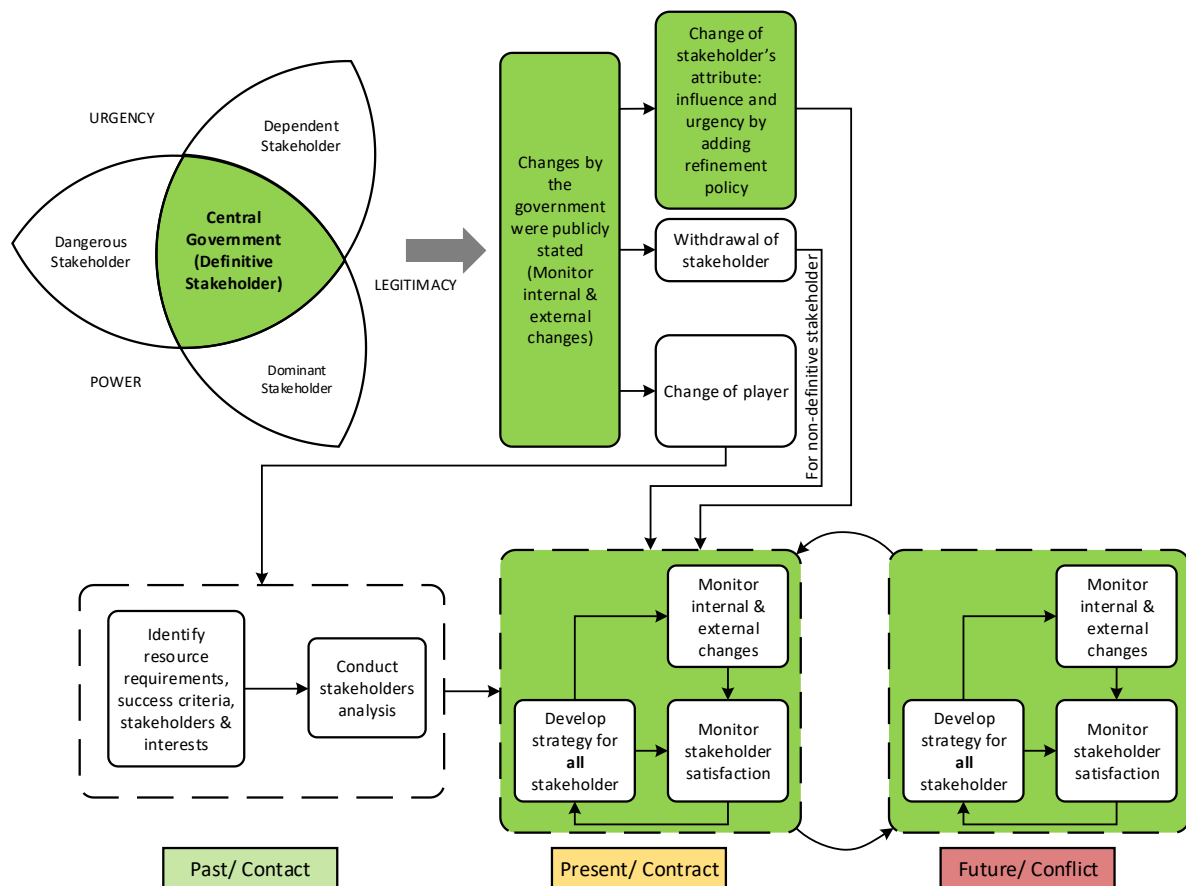 URGENCY
Dependent
Stakeholder
Dangerous
Stakeholder
Central
Government
(Definitive
Stakeholder)
LEGITIMACY
POWER
Dominant
Stakeholder
Changes by
the
government
were publicly
stated
(Monitor
internal &
external
changes)
Change of
stakeholder’s
attribute:
influence and
urgency by
adding
refinement
policy
Withdrawal of
stakeholder
Change of player
For non-definitive stakeholder
Identify
resource
requirements,
success criteria,
stakeholders &
interests
Conduct
stakeholders
analysis
Monitor
internal &
external
changes
Develop
strategy for
all
stakeholder
Monitor
stakeholder
satisfaction
Monitor
internal &
external
changes
Develop
strategy for
all
stakeholder
Monitor
stakeholder
satisfaction
Past/ Contact
Present/ Contract
Future/ Conflict